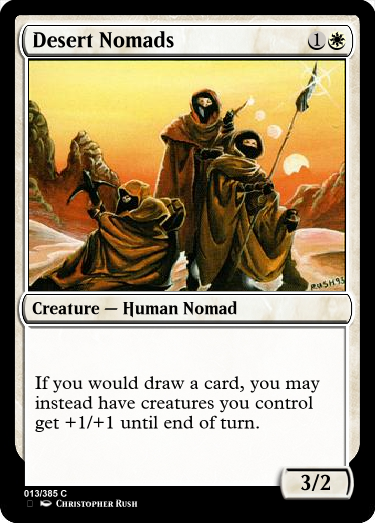 Desert Nomads 1
RUSH93
Creature — Human Nomad
If you would draw a card, you may
instead have creatures you control
get +1/+1 until end of turn.
3/2
013/385 C
Christopher Rush